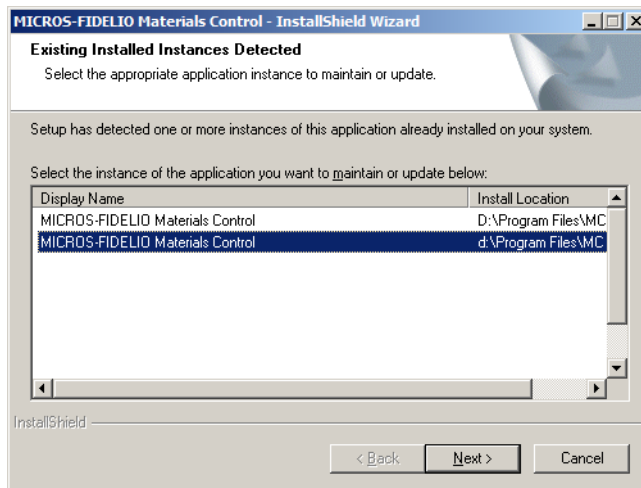 MICROS-FIDELIO Materials Control - InstallShield Wizard
Existing Installed Instances Detected
Select the appropriate application instance to maintain or update.
Setup has detected one or more instances of this application already installed on your system.
Select the instance of the application you want to maintain or update below:
Display Name Install Location
MICROS-FIDELIO Materials Control D:\Program Files\MC
MICROS-FIDELIO Materials Control d:\Program Files\MC
InstallShield
< Back Next > Cancel